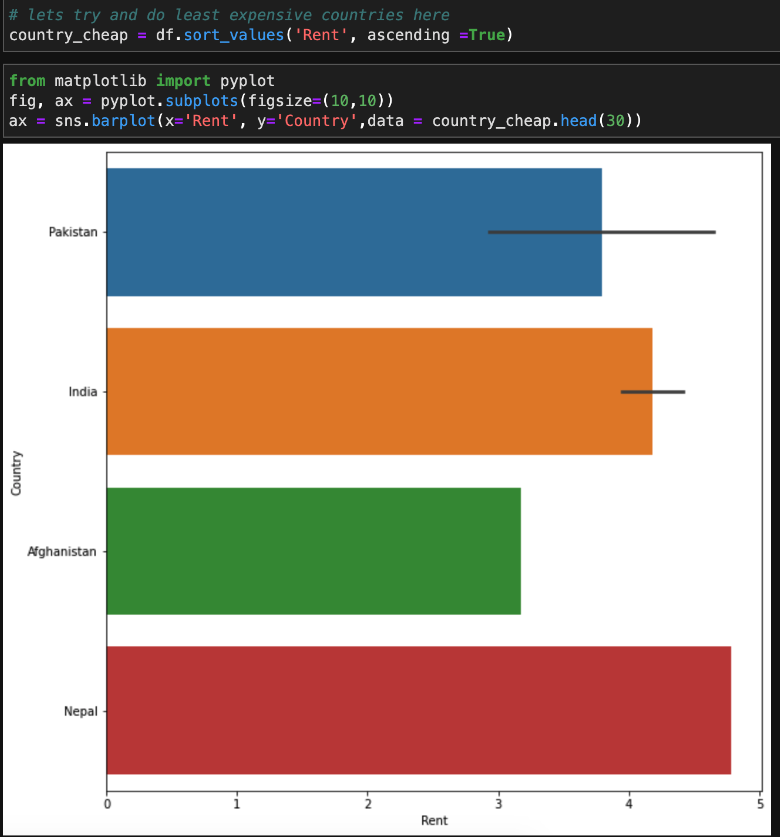 # lets try and do least expensive countries here
country_cheap = df.sort_values('Rent', ascending =True)
from matplotlib import pyplot
fig, ax = pyplot.subplots(figsize=(10,10))
ax = sns.barplot(x='Rent', y='Country',data = country_cheap.head(30))
Pakistan
India
Afghanistan
Nepal
Country
0 1 2 3 4 5
Rent